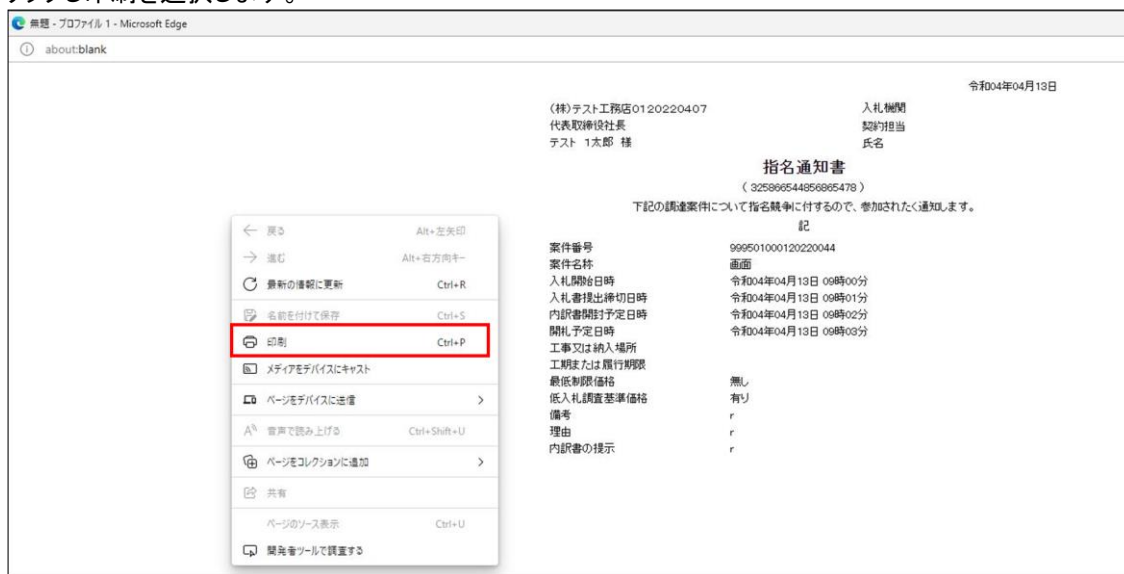 無題 - プロファイル 1 - Microsoft Edge
about:blank
令和04年04月13日
(株)テスト工務店0120220407
入札機関
代表取締役社長
契約担当
テスト 1太郎 様
氏名
指名通知書
( 325866544856865478 )
下記の調達案件について指名競争に付するので、参加されたく通知します。
記
案件番号 999501000120220044
案件名称 画面
入札開始日時 令和04年04月13日 09時00分
入札書提出締切日時 令和04年04月13日 09時01分
内訳書開封予定日時 令和04年04月13日 09時02分
開札予定日時 令和04年04月13日 09時03分
工事又は納入場所
工期または履行期限
最低制限価格 無し
低入札調査基準価格 有り
備考 r
理由 r
内訳書の提示 r
戻る Alt+左矢印
進む Alt+右方向キー
最新の情報に更新 Ctrl+R
名前を付けて保存 Ctrl+S
印刷 Ctrl+P
メディアをデバイスにキャスト
ページをデバイスに送信
音声で読み上げる Ctrl+Shift+U
ページをコレクションに追加
共有
ページのソース表示 Ctrl+U
開発者ツールで調査する